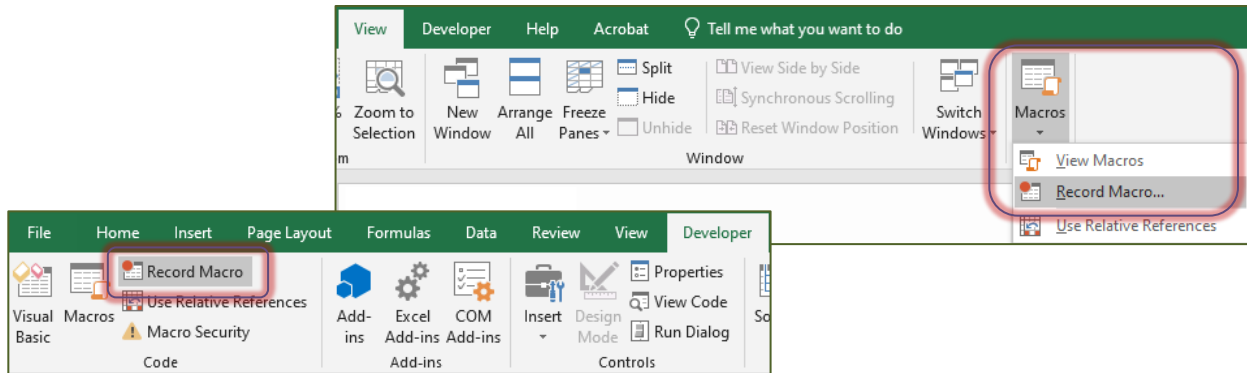 View Developer Help Acrobat Tell me what you want to do
Zoom to Selection
New Window
Arrange All
Freeze Panes
Split
Hide
Unhide
View Side by Side
Synchronous Scrolling
Reset Window Position
Switch Windows
Macros
m
Window
View Macros
Record Macro...
Use Relative References
File Home Insert Page Layout Formulas Data Review View Developer
Visual Basic
Macros
Record Macro
Use Relative References
Macro Security
Code
Add-ins
Excel Add-ins
COM Add-ins
Add-ins
Insert
Design Mode
Properties
View Code
Run Dialog
Controls
So